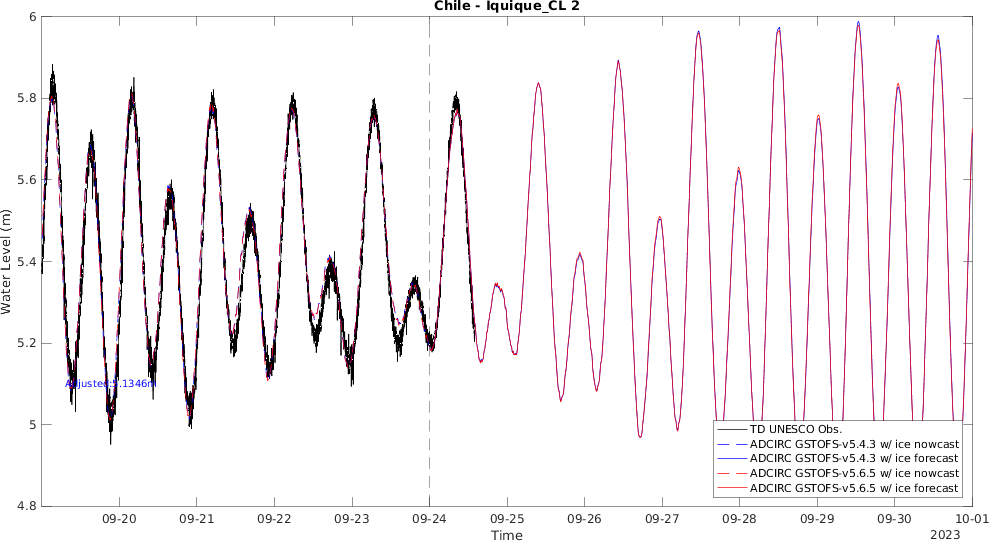 Chile - Iquique_CL 2
6
5.8
5.6
5.4
5.2
5
4.8
Water Level (m)
Adjusted:5.1346m
TD UNESCO Obs.
ADCIRC GSTOFS-v5.4.3 w/ ice nowcast
ADCIRC GSTOFS-v5.4.3 w/ ice forecast
ADCIRC GSTOFS-v5.6.5 w/ ice nowcast
ADCIRC GSTOFS-v5.6.5 w/ ice forecast
09-20 09-21 09-22 09-23 09-24 09-25 09-26 09-27 09-28 09-29 09-30 10-01
Time
2023